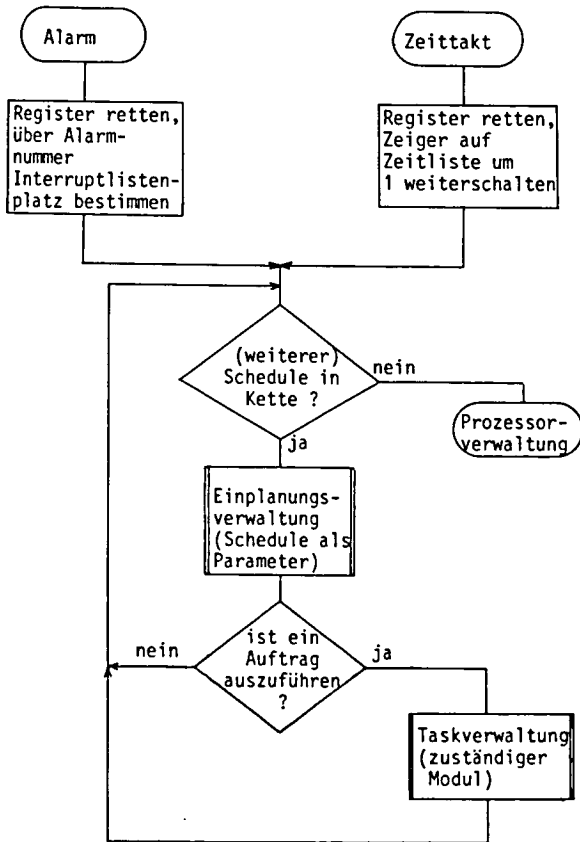 Alarm
Zeittakt
Register retten,
über Alarm-
nummer
Interruptlisten-
platz bestimmen
Register retten,
Zeiger auf
Zeitliste um
1 weiterschalten
(weiterer)
Schedule in
Kette ?
nein
Prozessor-
verwaltung
ja
Einplanungs-
verwaltung
(Schedule als
Parameter)
ist ein
Auftrag
auszuführen
?
nein
ja
Taskverwaltung
(zuständiger
Modul)